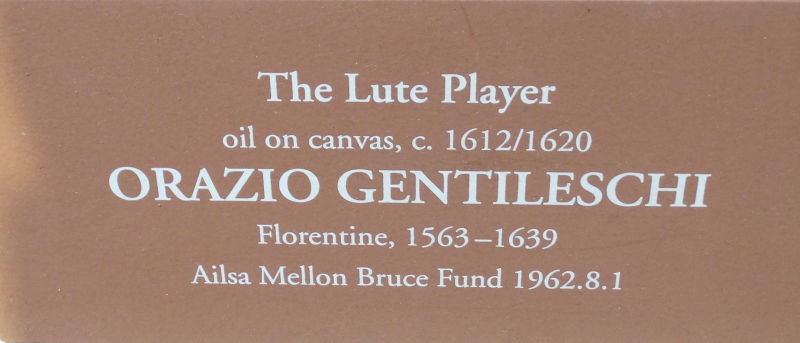 The Lute Player
oil on canvas, c. 1612/1620
ORAZIO GENTILESCHI
Florentine, 1563–1639
Ailsa Mellon Bruce Fund 1962.8.1